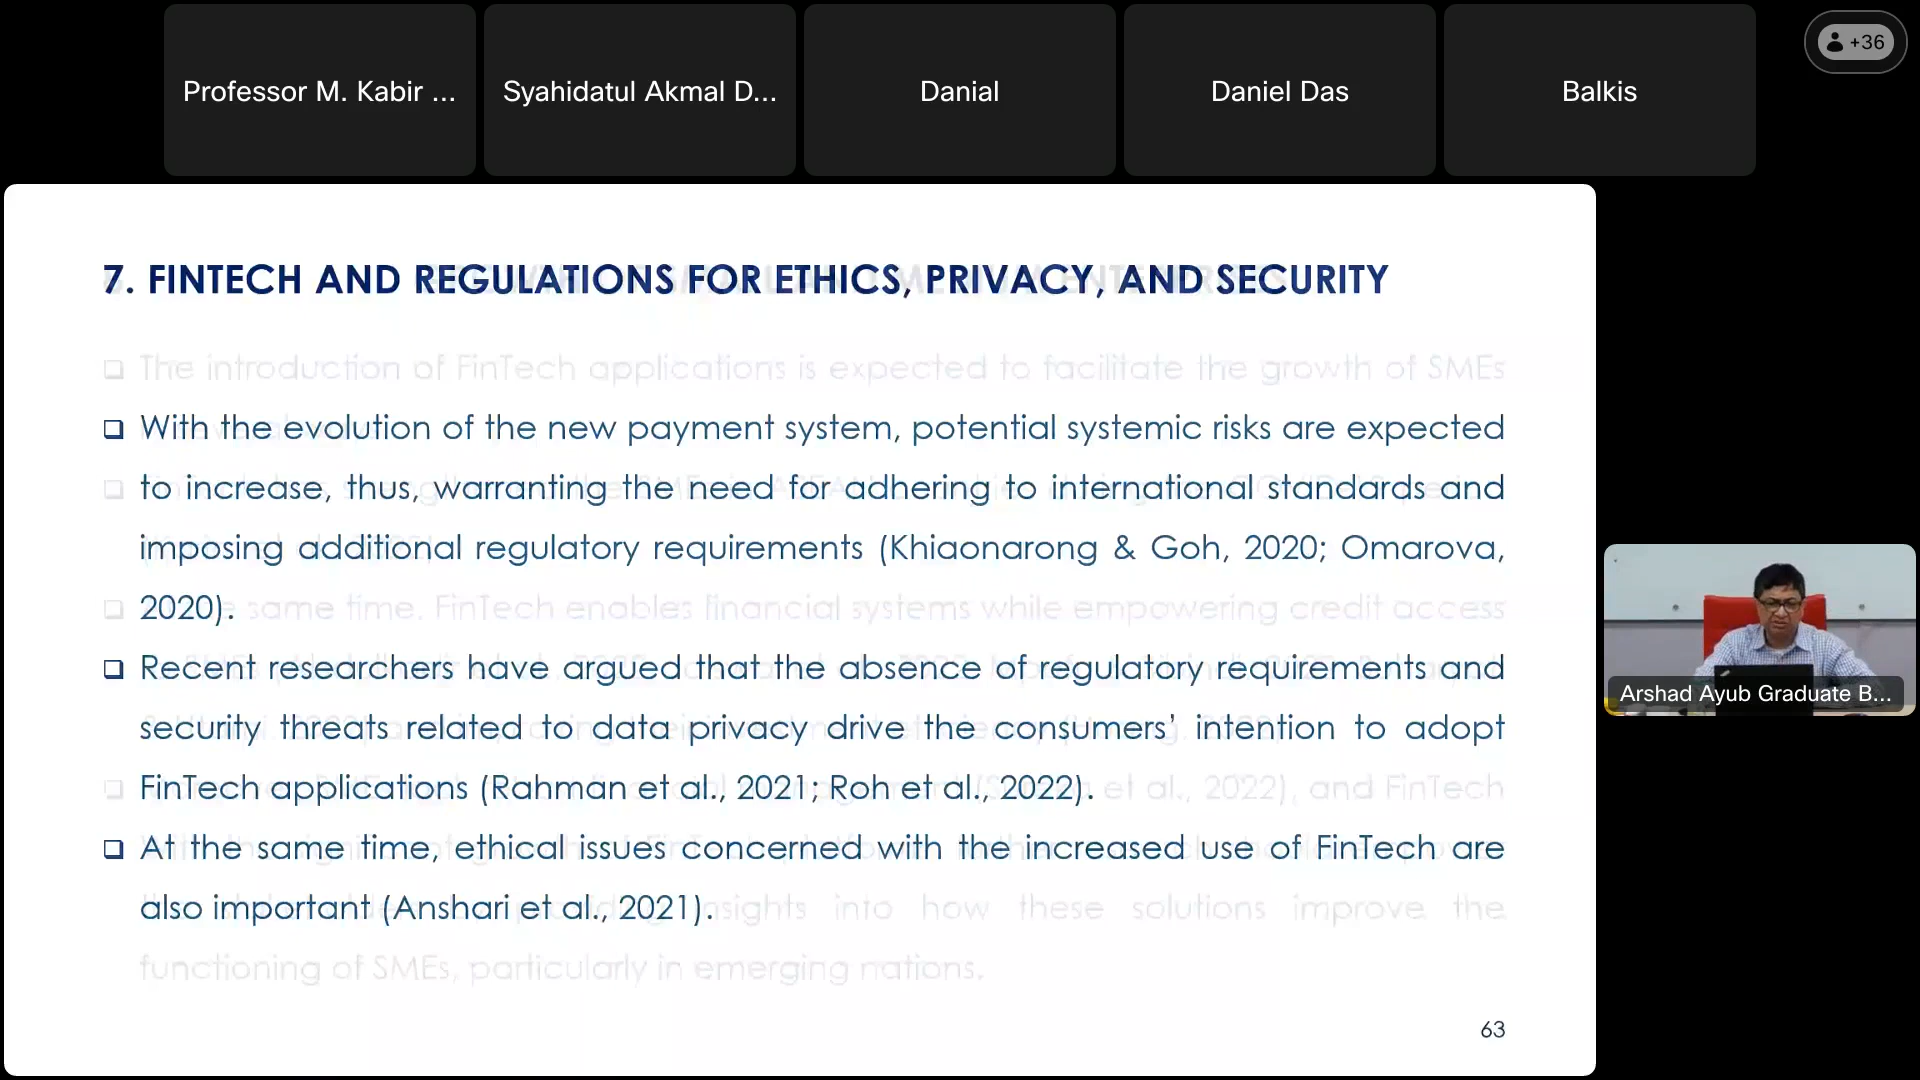 Professor M. Kabir ...
Syahidatul Akmal D...
Danial
Daniel Das
Balkis
+36
7. FINTECH AND REGULATIONS FOR ETHICS, PRIVACY, AND SECURITY
The introduction of FinTech applications is expected to facilitate the growth of SMEs
With the evolution of the new payment system, potential systemic risks are expected
to increase, thus, warranting the need for adhering to international standards and
imposing additional regulatory requirements (Khiaonarong & Goh, 2020; Omarova,
2020).
same time. FinTech enables financial systems while empowering credit access
Recent researchers have argued that the absence of regulatory requirements and
security threats related to data privacy drive the consumers' intention to adopt
FinTech applications (Rahman et al., 2021; Roh et al., 2022).
et al., 2022), and FinTech
At the same time, ethical issues concerned with the increased use of FinTech are
also important (Anshari et al., 2021).
insights into how these solutions improve the
functioning of SMEs, particularly in emerging nations.
63
Arshad Ayub Graduate B...